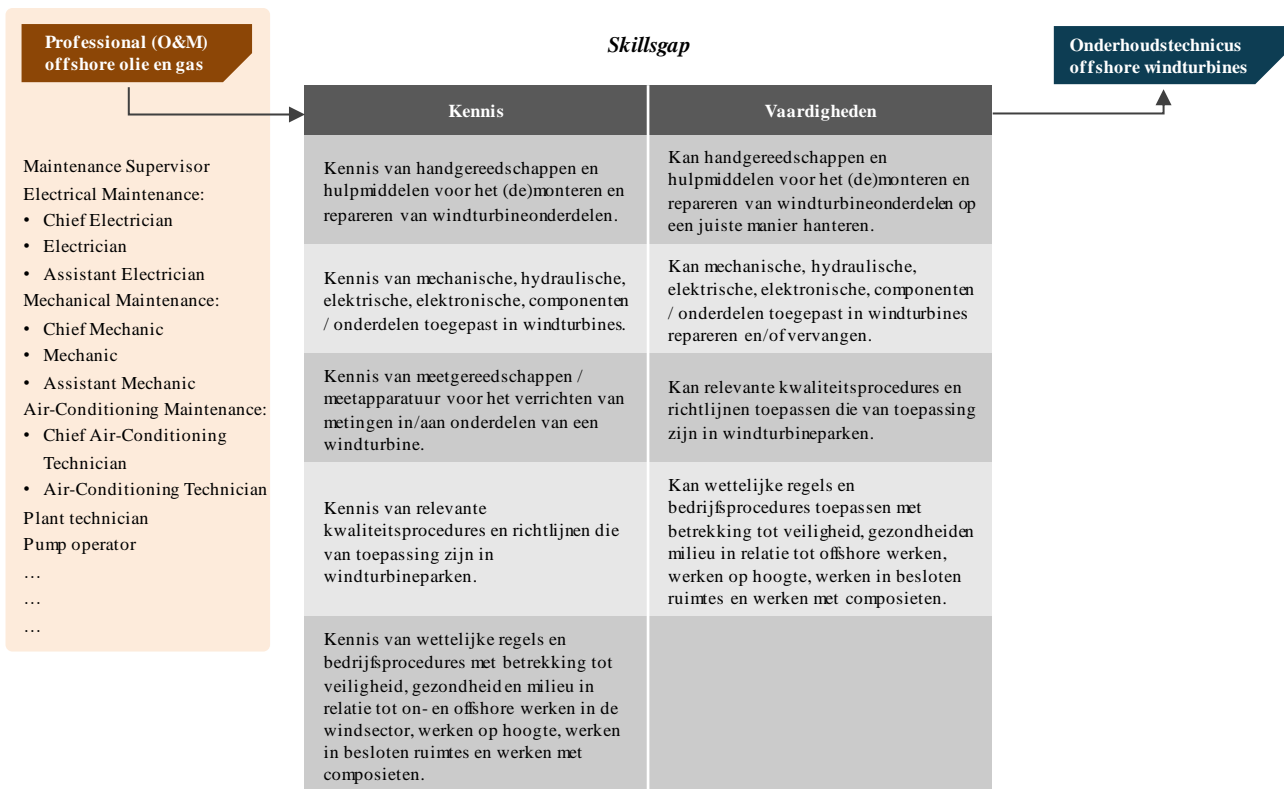 Professional (O&M)
offshore olie en gas
Skillsgap
Onderhoudstechnicus
offshore windturbines
Maintenance Supervisor
Electrical Maintenance:
• Chief Electrician
• Electrician
• Assistant Electrician
Mechanical Maintenance:
• Chief Mechanic
• Mechanic
• Assistant Mechanic
Air-Conditioning Maintenance:
• Chief Air-Conditioning
Technician
• Air-Conditioning Technician
Plant technician
Pump operator
…
…
…
Kennis
Vaardigheden
Kennis van handgereedschappen en
hulpmiddelen voor het (de)monteren en
repareren van windturbineonderdelen.
Kan handgereedschappen en
hulpmiddelen voor het (de)monteren en
repareren van windturbineonderdelen op
een juiste manier hanteren.
Kennis van mechanische, hydraulische,
elektrische, elektronische, componenten
/ onderdelen toegepast in windturbines.
Kan mechanische, hydraulische,
elektrische, elektronische, componenten
/ onderdelen toegepast in windturbines
repareren en/of vervangen.
Kennis van meetgereedschappen /
meetapparatuur voor het verrichten van
metingen in/aan onderdelen van een
windturbine.
Kan relevante kwaliteitsprocedures en
richtlijnen toepassen die van toepassing
zijn in windturbineparken.
Kennis van relevante
kwaliteitsprocedures en richtlijnen die
van toepassing zijn in
windturbineparken.
Kan wettelijke regels en
bedrijfsprocedures toepassen met
betrekking tot veiligheid, gezondheid en
milieu in relatie tot offshore werken,
werken op hoogte, werken in besloten
ruimtes en werken met composieten.
Kennis van wettelijke regels en
bedrijfsprocedures met betrekking tot
veiligheid, gezondheid en milieu in
relatie tot on- en offshore werken in de
windsector, werken op hoogte, werken
in besloten ruimtes en werken met
composieten.